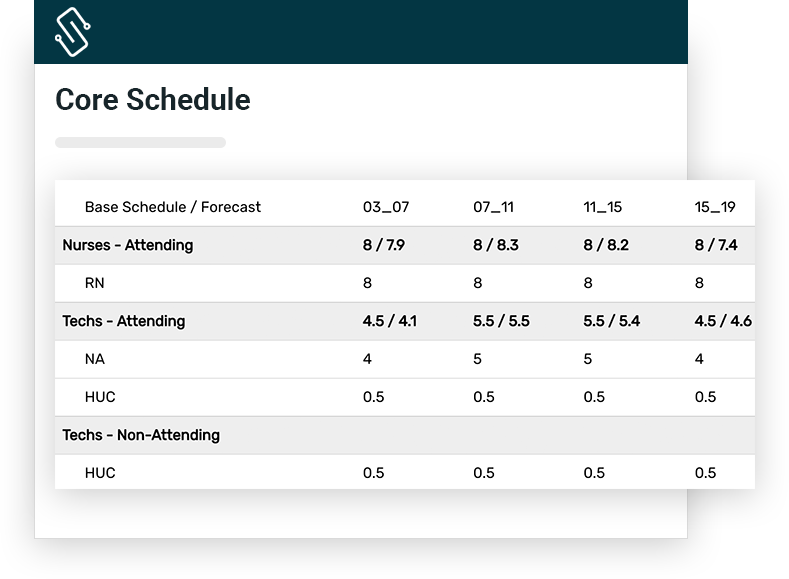 Core Schedule
Base Schedule / Forecast 03_07 07_11 11_15 15_19
Nurses - Attending 8 / 7.9 8 / 8.3 8 / 8.2 8 / 7.4
RN 8 8 8 8
Techs - Attending 4.5 / 4.1 5.5 / 5.5 5.5 / 5.4 4.5 / 4.6
NA 4 5 5 4
HUC 0.5 0.5 0.5 0.5
Techs - Non-Attending
HUC 0.5 0.5 0.5 0.5